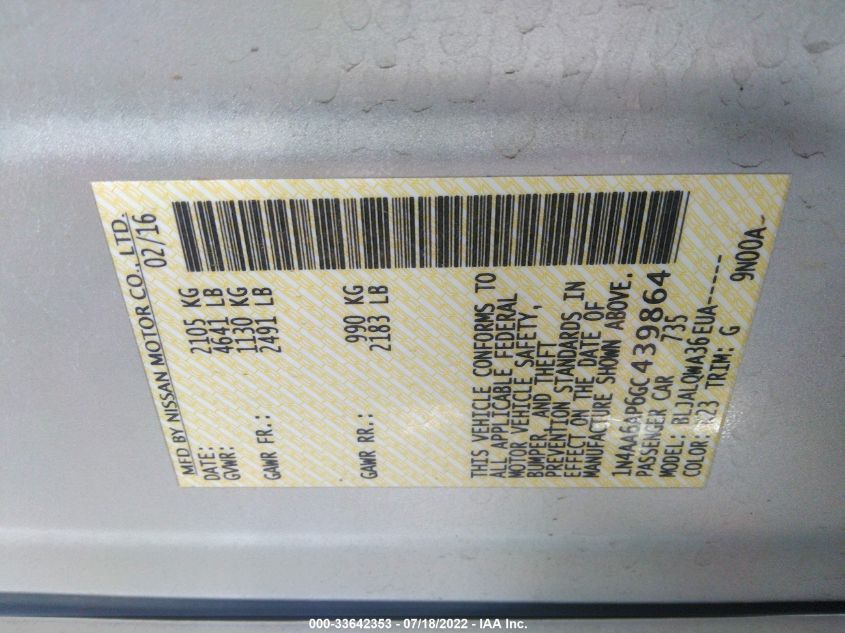 MFD BY NISSAN MOTOR CO., LTD.
DATE: 02/16
GVWR: 2105 KG
4641 LB
GAWR FR.: 1130 KG
2491 LB
GAWR RR.: 990 KG
2183 LB
THIS VEHICLE CONFORMS TO
ALL APPLICABLE FEDERAL
MOTOR VEHICLE SAFETY,
BUMPER, AND THEFT
PREVENTION STANDARDS IN
EFFECT ON THE DATE OF
MANUFACTURE SHOWN ABOVE.
1N4AA6AP6GC439864
PASSENGER CAR 735
MODEL: BLJALQWA36EUA-----
COLOR: K23 TRIM: G
9N00A
000-33642353 - 07/18/2022 - IAA Inc.